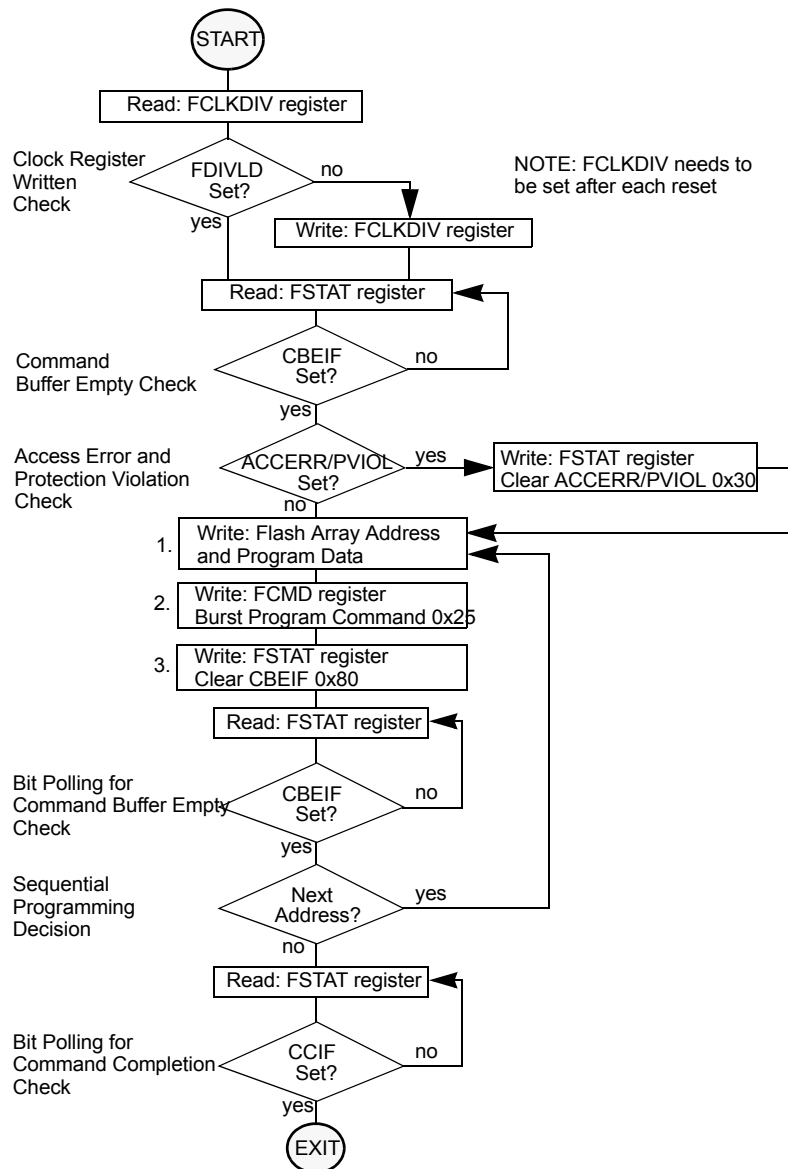 START
Read: FCLKDIV register
Clock Register
Written
Check
FDIVLD
Set?
no
yes
NOTE: FCLKDIV needs to
be set after each reset
Write: FCLKDIV register
Read: FSTAT register
Command
Buffer Empty Check
CBEIF
Set?
no
yes
Access Error and
Protection Violation
Check
ACCERR/PVIOL
Set?
yes
no
Write: FSTAT register
Clear ACCERR/PVIOL 0x30
1.
Write: Flash Array Address
and Program Data
2.
Write: FCMD register
Burst Program Command 0x25
3.
Write: FSTAT register
Clear CBEIF 0x80
Read: FSTAT register
Bit Polling for
Command Buffer Empty
Check
CBEIF
Set?
no
yes
Sequential
Programming
Decision
Next
Address?
yes
no
Read: FSTAT register
Bit Polling for
Command Completion
Check
CCIF
Set?
no
yes
EXIT